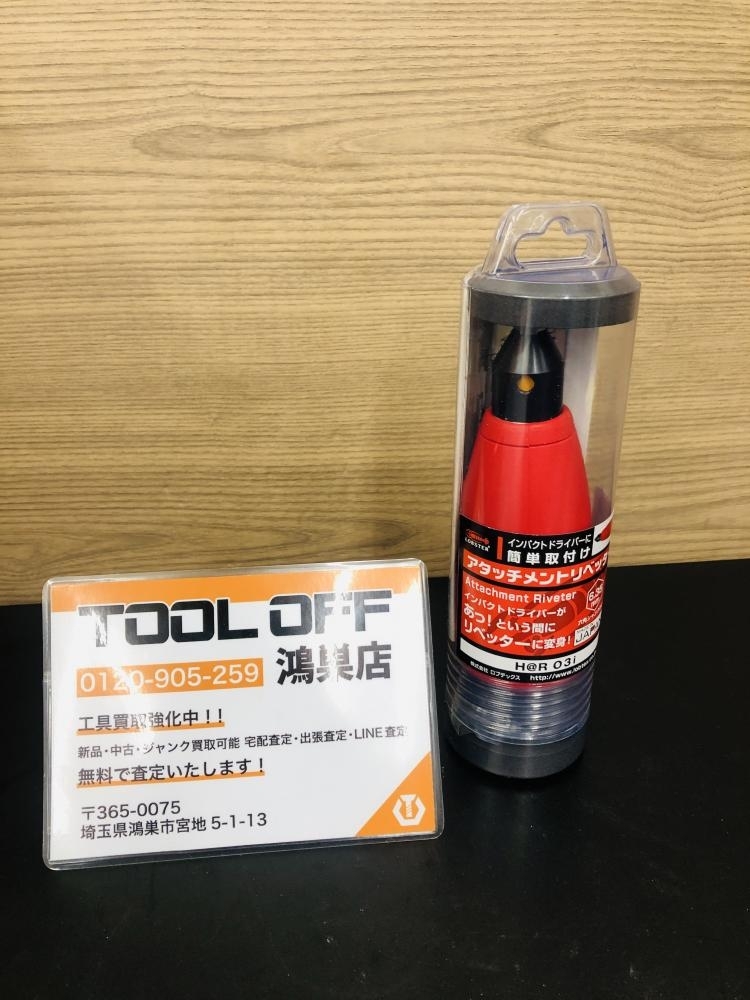 TOOL OFF
0120-905-259 鴻巣店
工具買取強化中!!
新品・中古・ジャンク買取可能 宅配査定・出張査定・LINE査定
無料で査定いたします!
〒365-0075
埼玉県鴻巣市宮地 5-1-13
LOBSTER
インパクトドライバーに
簡単取付け
アタッチメントリベッタ
Attachment Riveter
インパクトドライバーが
あっ!という間に
リベッターに変身!
H@R 03i
株式会社 ロブテックス http://www.lobster